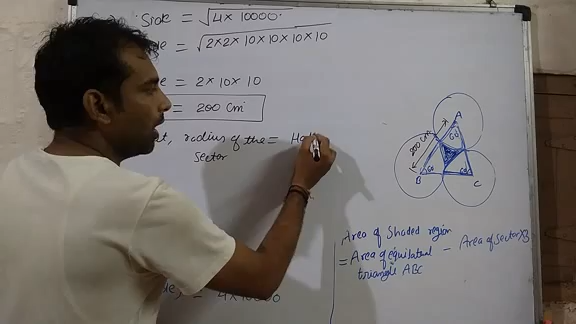 Side = √4 × 10000
= √2×2×10×10×10×10
= 2×10×10
= 200 Cm
radius of the =
Sector
= 4×10000
A
60
200 cm
B
60
60
C
Area of Shaded region
= Area of equilateral - Area of sector × 3
triangle ABC